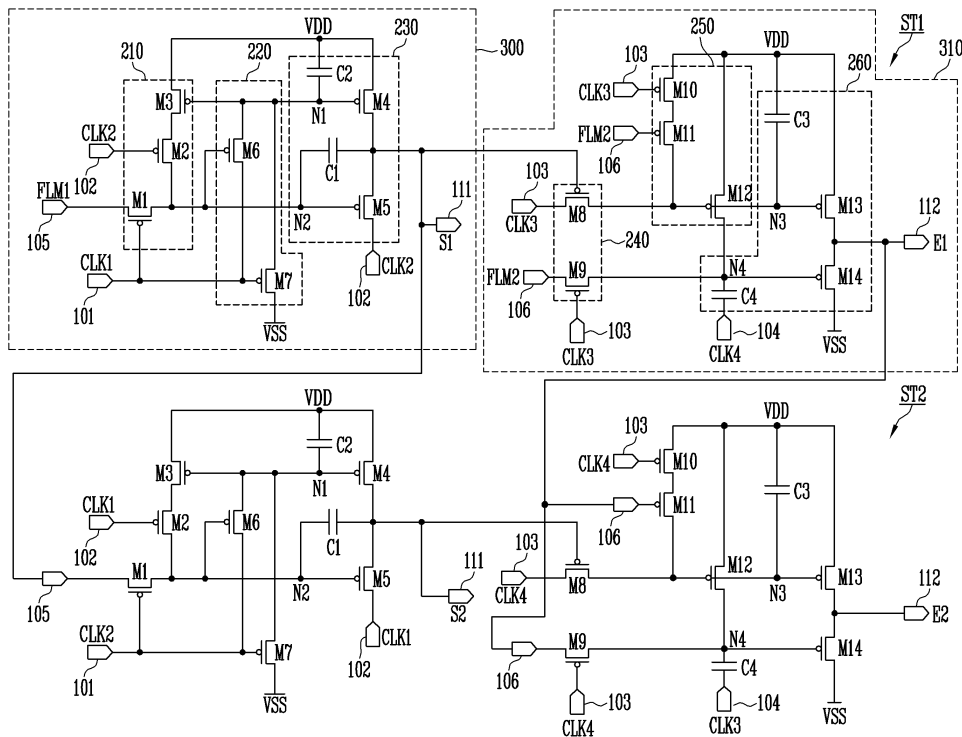 ST1
VDD
230
210
220
300
C2
M3
M4
N1
CLK2
102
M2
M6
C1
FLM1
105
M1
N2
M5
111
S1
CLK1
101
M7
VSS
102
CLK2
250
VDD
310
103
CLK3
M10
260
C3
FLM2
106
M11
103
CLK3
M8
M12
N3
M13
112
E1
240
FLM2
106
M9
N4
M14
C4
103
CLK3
104
CLK4
VSS
ST2
VDD
C2
M3
M4
N1
CLK1
102
M2
M6
C1
105
M1
N2
M5
111
S2
CLK2
101
M7
VSS
102
CLK1
VDD
103
CLK4
M10
C3
106
M11
103
CLK4
M8
M12
N3
M13
112
E2
106
M9
N4
M14
C4
103
CLK4
104
CLK3
VSS